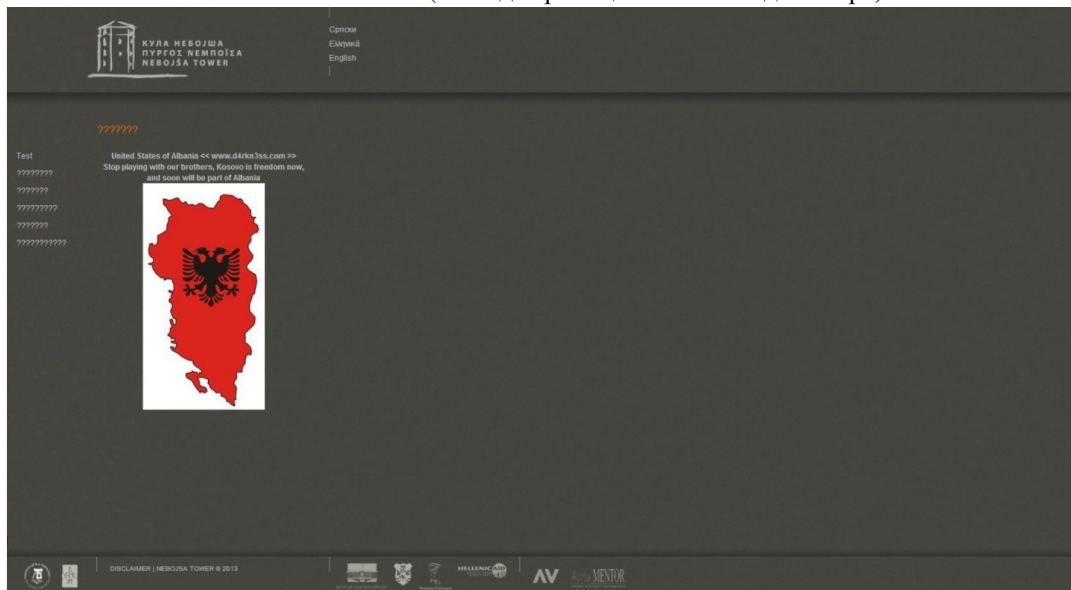 КУЛА НЕБОЈША
ΠΥΡΓΟΣ ΝΕΜΠΟΪΣΑ
NEBOJŠA TOWER
Српски
Ελληνικά
English
???????
Test
????????
???????
?????????
???????
???????????
United States of Albania << www.d4rkn3ss.com >>
Stop playing with our brothers, Kosovo is freedom now,
and soon will be part of Albania
DISCLAIMER | NEBOJSA TOWER © 2013
HELLENIC AID
AV
MENTOR